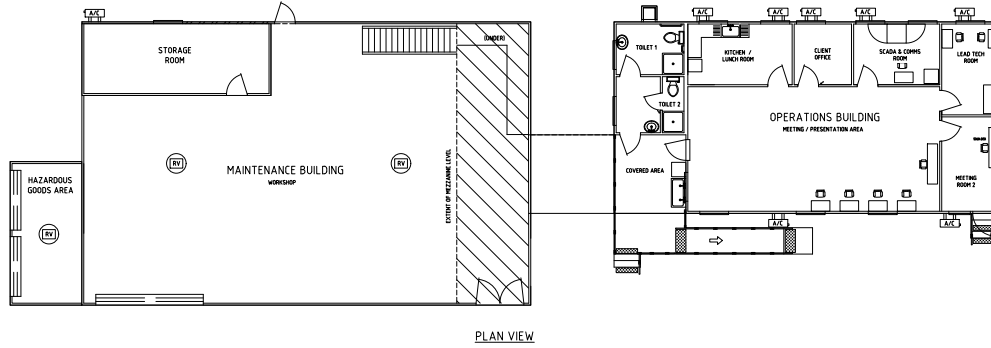 A/C
A/C
A/C
A/C
A/C
A/C
STORAGE
ROOM
(UNDER)
TOILET 1
KITCHEN /
LUNCH ROOM
CLIENT
OFFICE
SCADA & COMMS
ROOM
LEAD TECH
ROOM
TOILET 2
OPERATIONS BUILDING
MEETING / PRESENTATION AREA
RV
MAINTENANCE BUILDING
WORKSHOP
RV
EXTENT OF MEZZANINE LEVEL
COVERED AREA
HAZARDOUS
GOODS AREA
MEETING
ROOM 2
RV
A/C
A/C
PLAN VIEW